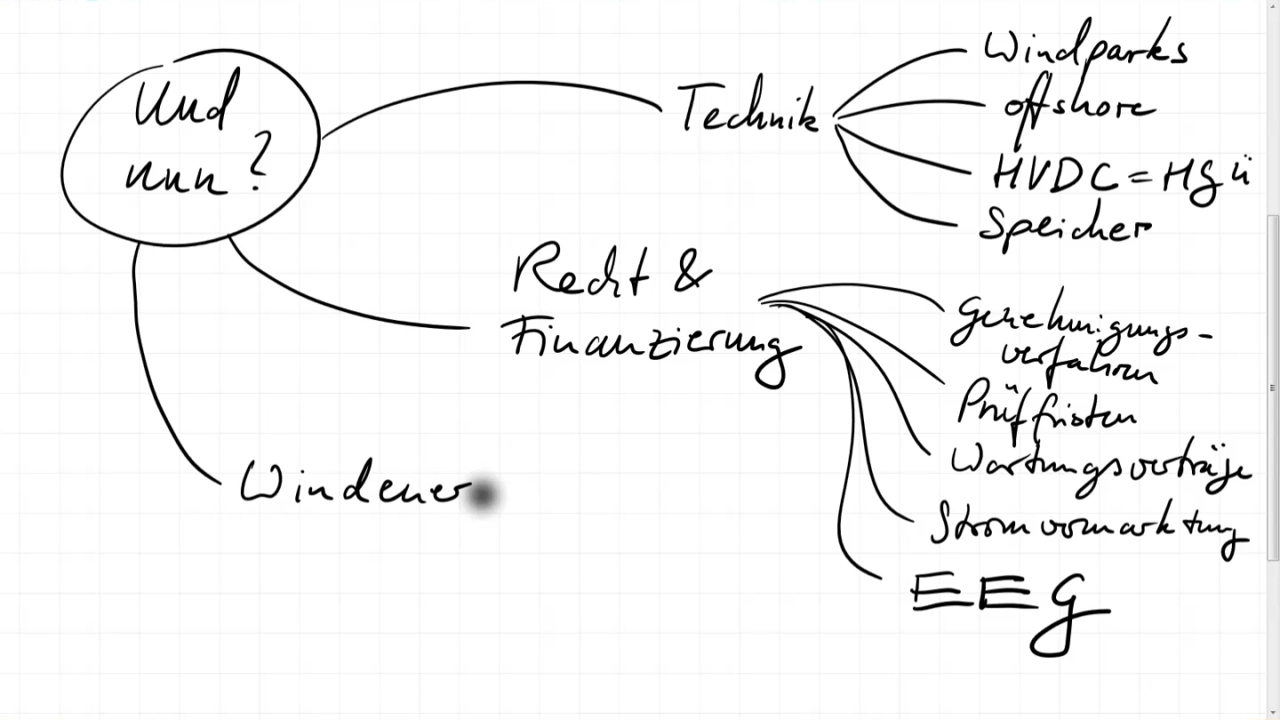 Und
nun?
Technik
Windparks
offshore
HVDC = HGÜ
Speicher
Recht &
Finanzierung
Genehmigungs-
verfahren
Prüffristen
Wartungsverträge
Stromvermarktung
EEG
Windener